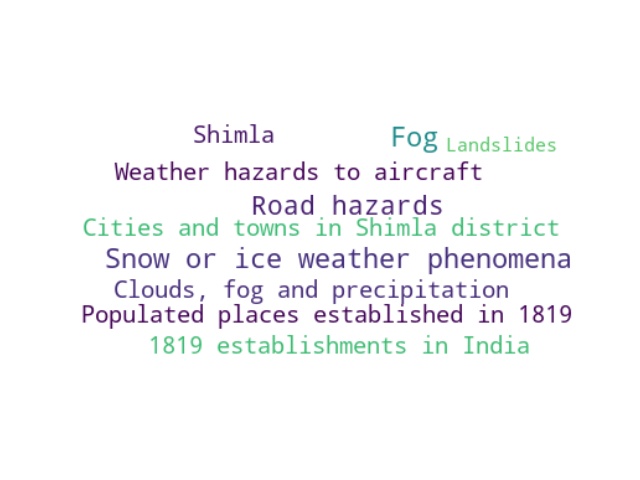 Shimla Fog Landslides
Weather hazards to aircraft
Road hazards
Cities and towns in Shimla district
Snow or ice weather phenomena
Clouds, fog and precipitation
Populated places established in 1819
1819 establishments in India